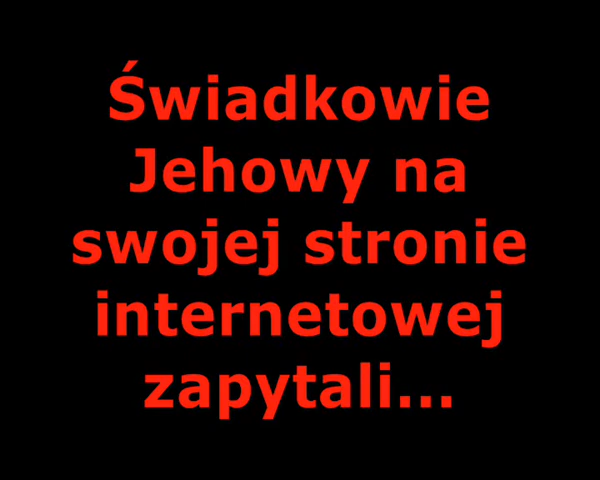 Świadkowie
Jehowy na
swojej stronie
internetowej
zapytali...